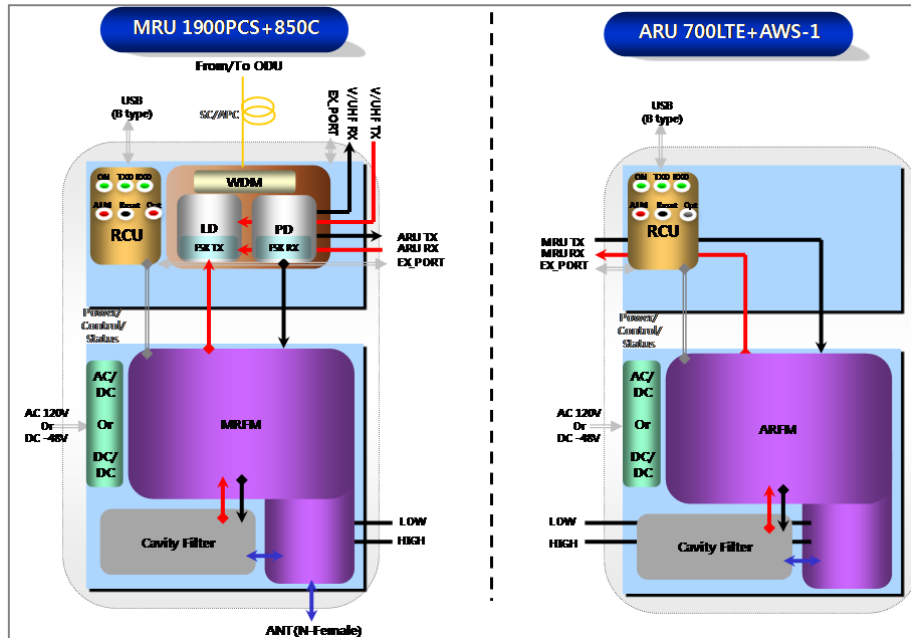 MRU 1900PCS+850C
From/To ODU
USB
(B type)
SC/APC
EX_PORT
V/UHF RX
V/UHF TX
ON TXD RXD
ALM Reset Opt
RCU
WDM
LD
PD
FSK TX
FSK RX
ARU TX
ARU RX
EX_PORT
Power/
Control/
Status
AC/
DC
Or
DC/
DC
AC 120V
Or
DC -48V
MRFM
Cavity Filter
LOW
HIGH
ANT(N-Female)
ARU 700LTE+AWS-1
USB
(B type)
ON TXD RXD
ALM Reset Opt
RCU
MRU TX
MRU RX
EX_PORT
Power/
Control/
Status
AC/
DC
Or
DC/
DC
AC 120V
Or
DC -48V
ARFM
LOW
HIGH
Cavity Filter